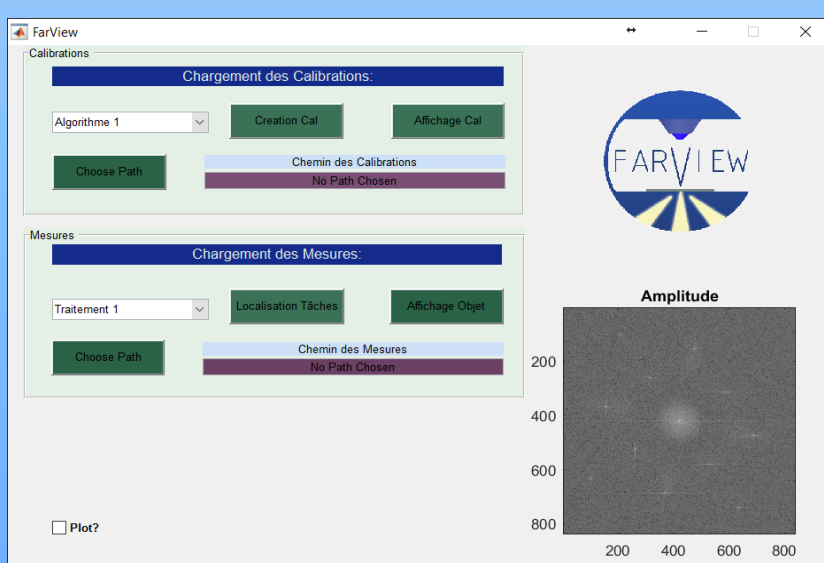 FarView
Calibrations
Chargement des Calibrations:
Algorithme 1
Creation Cal
Affichage Cal
Choose Path
Chemin des Calibrations
No Path Chosen
Mesures
Chargement des Mesures:
Traitement 1
Localisation Tâches
Affichage Objet
Choose Path
Chemin des Mesures
No Path Chosen
Plot?
FARVIEW
Amplitude
200
400
600
800
200 400 600 800